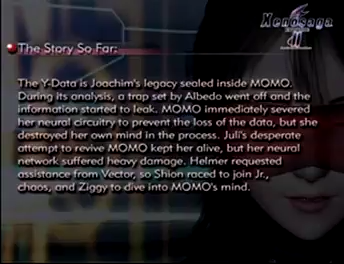 Xenosaga
II
The Story So Far:
The Y-Data is Joachim's legacy sealed inside MOMO.
During its analysis, a trap set by Albedo went off and the
information started to leak. MOMO immediately severed
her neural circuitry to prevent the loss of the data, but she
destroyed her own mind in the process. Juli's desperate
attempt to revive MOMO kept her alive, but her neural
network suffered heavy damage. Helmer requested
assistance from Vector, so Shion raced to join Jr.,
chaos, and Ziggy to dive into MOMO's mind.